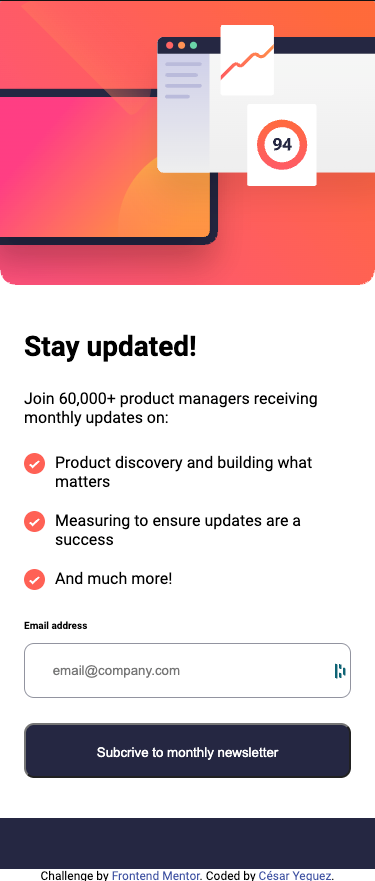 94
Stay updated!
Join 60,000+ product managers receiving
monthly updates on:
Product discovery and building what
matters
Measuring to ensure updates are a
success
And much more!
Email address
email@company.com
Subcrive to monthly newsletter
Challenge by Frontend Mentor. Coded by César Yeguez.